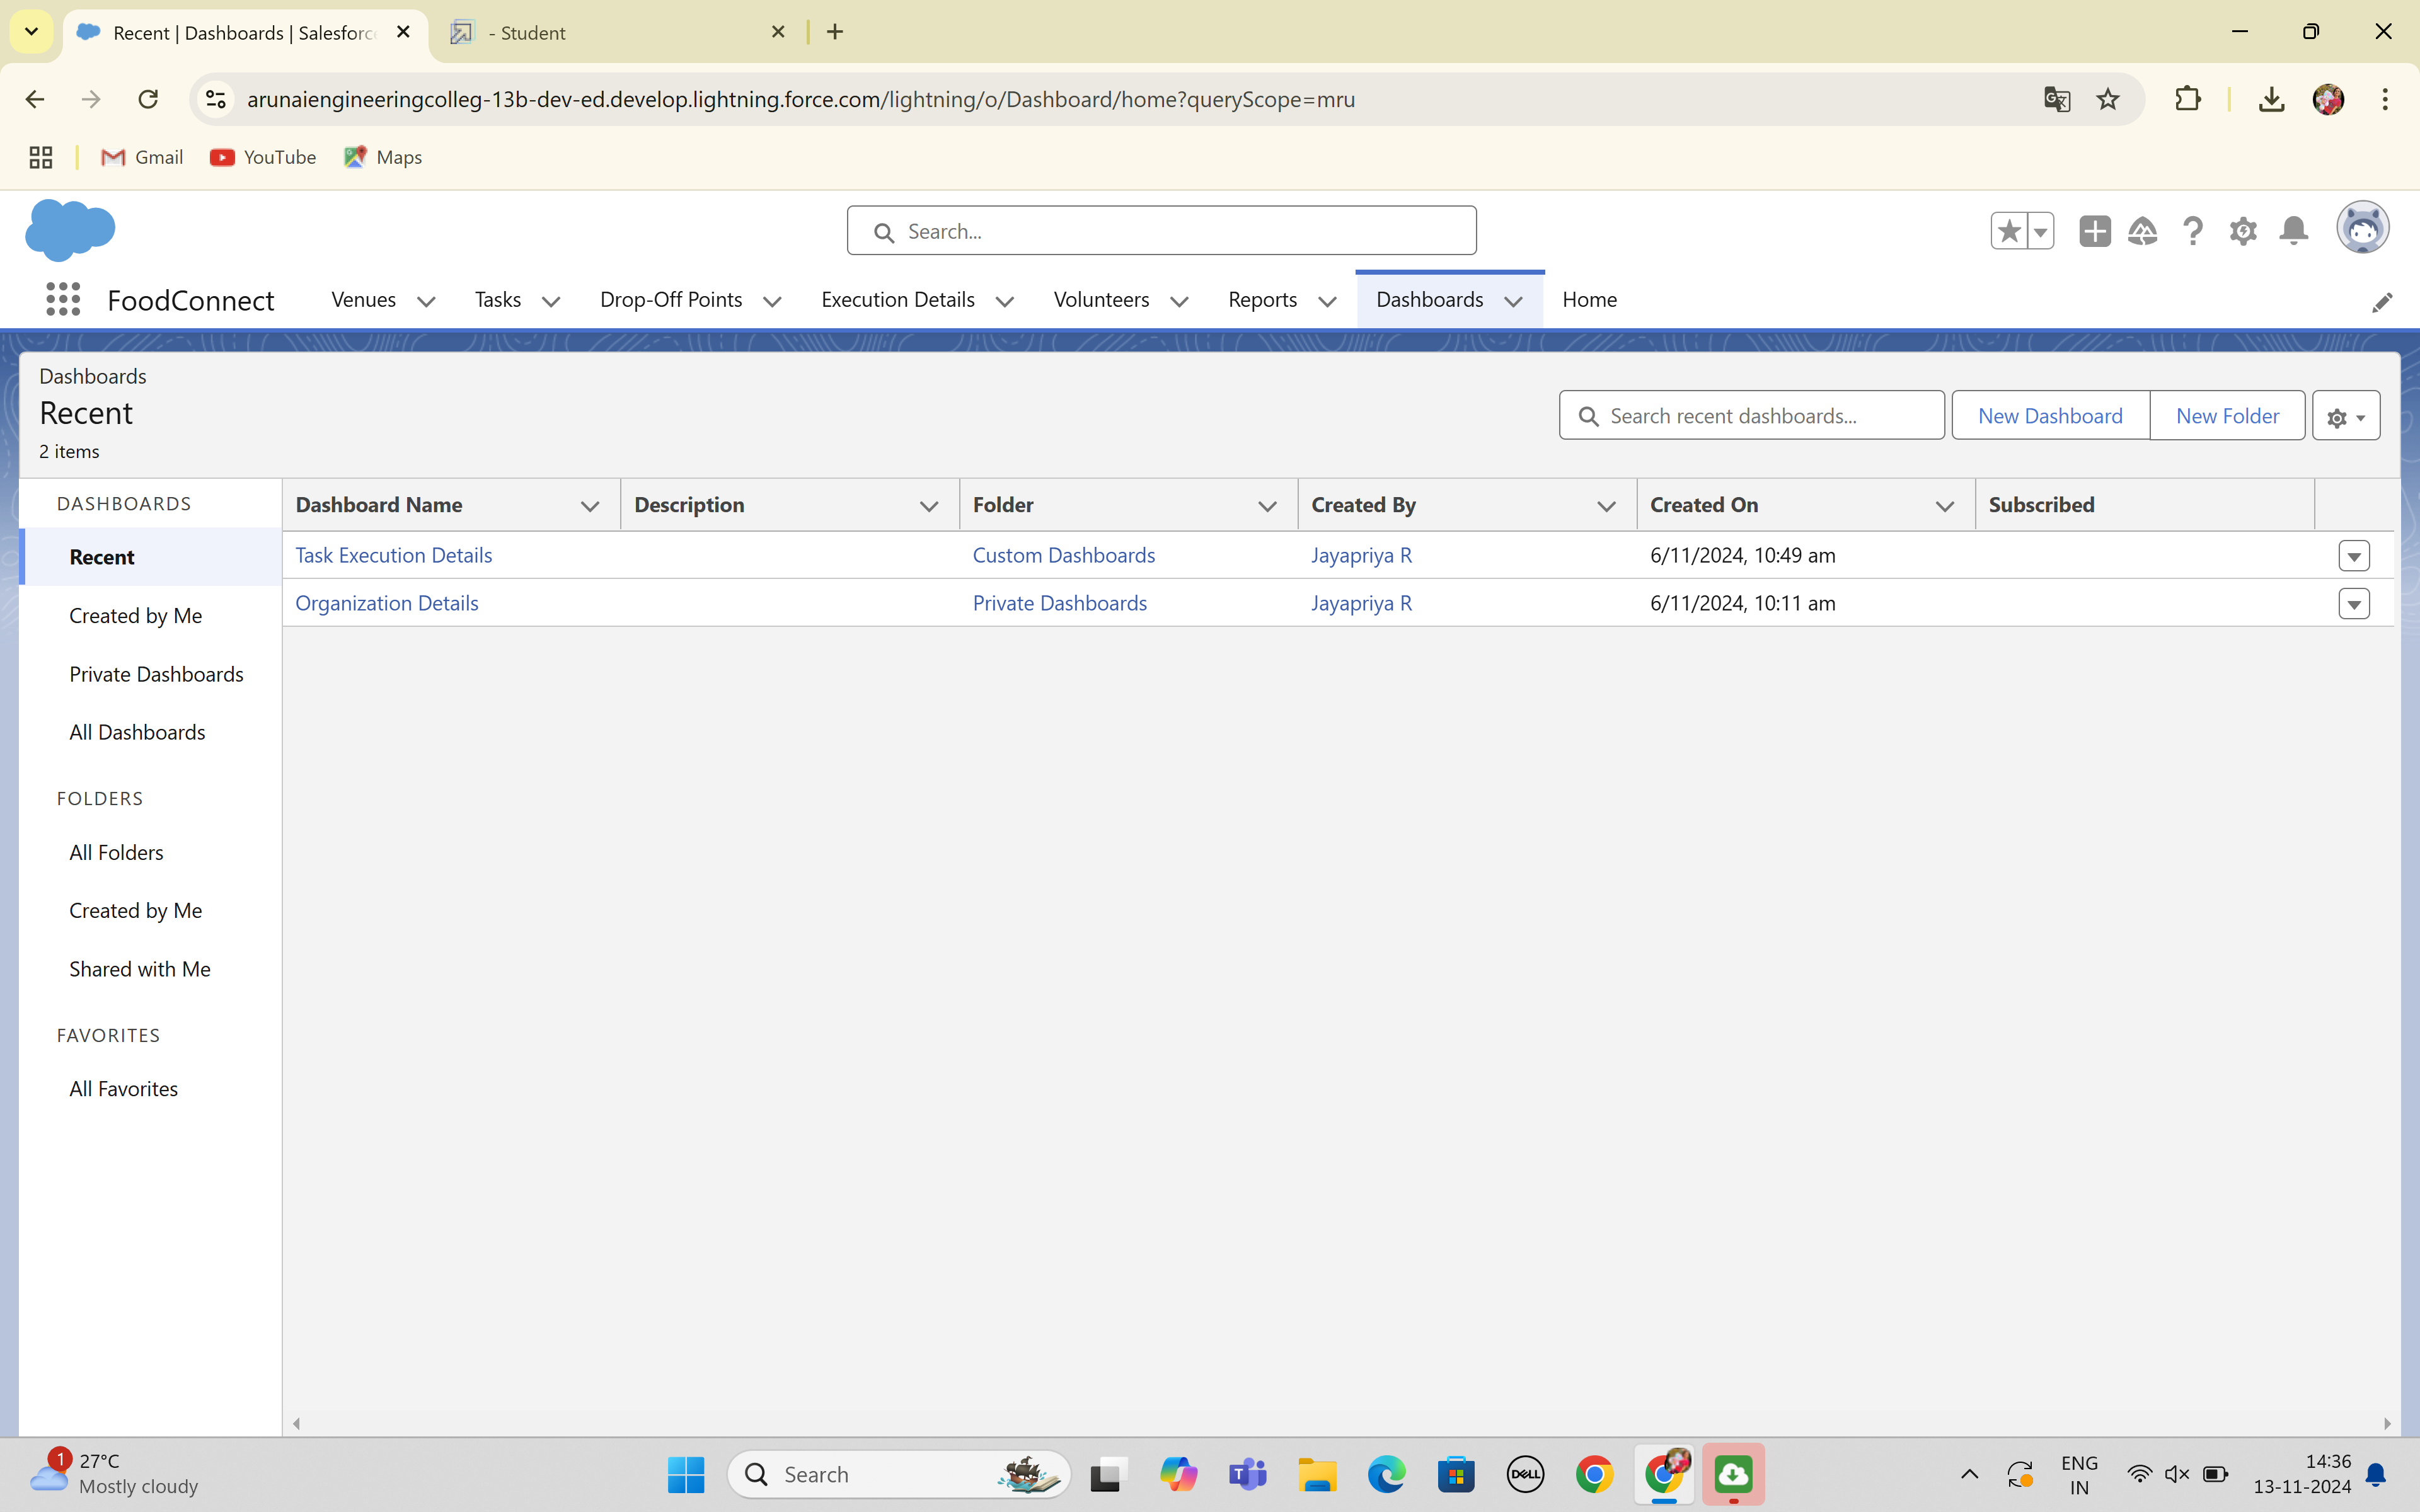 Recent | Dashboards | Salesforc
- Student
arunaiengineeringcolleg-13b-dev-ed.develop.lightning.force.com/lightning/o/Dashboard/home?queryScope=mru
Gmail YouTube Maps
Search...
FoodConnect Venues Tasks Drop-Off Points Execution Details Volunteers Reports Dashboards Home
Dashboards
Recent
2 items
Search recent dashboards... New Dashboard New Folder
DASHBOARDS
Recent
Created by Me
Private Dashboards
All Dashboards
FOLDERS
All Folders
Created by Me
Shared with Me
FAVORITES
All Favorites
Dashboard Name Description Folder Created By Created On Subscribed
Task Execution Details Custom Dashboards Jayapriya R 6/11/2024, 10:49 am
Organization Details Private Dashboards Jayapriya R 6/11/2024, 10:11 am
1
27°C
Mostly cloudy
Search
T
DELL
ENG
IN
14:36
13-11-2024